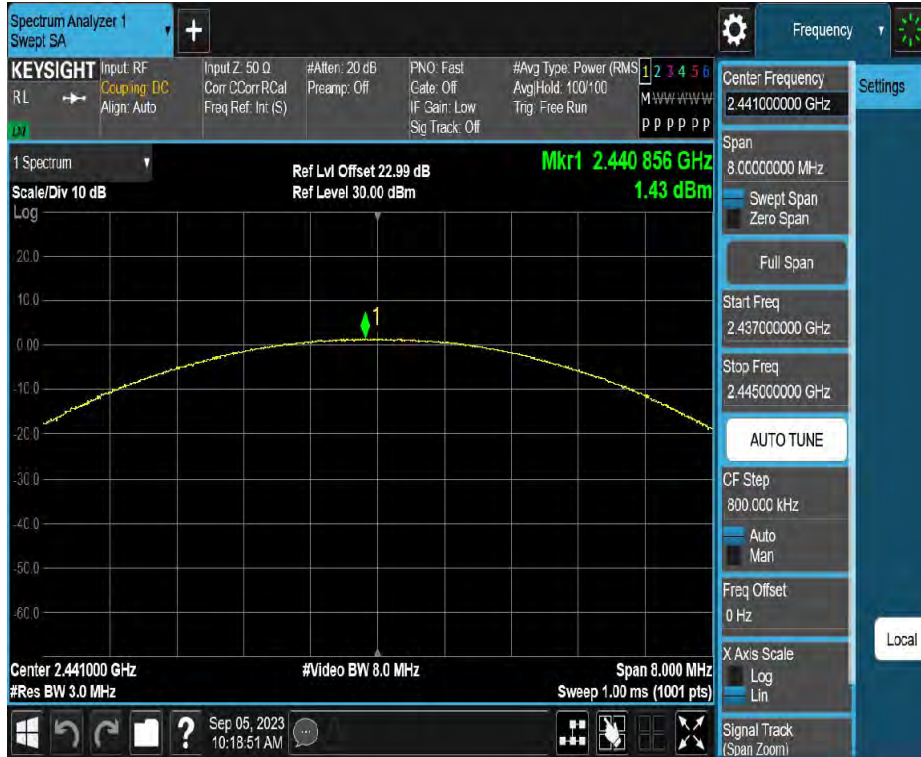 Spectrum Analyzer 1
Swept SA
+
Frequency
KEYSIGHT
RL
Input: RF
Coupling: DC
Align: Auto
Input Z: 50 Ω
Corr CCorr RCal
Freq Ref: Int (S)
#Atten: 20 dB
Preamp: Off
PNO: Fast
Gate: Off
IF Gain: Low
Sig Track: Off
#Avg Type: Power (RMS
Avg|Hold: 100/100
Trig: Free Run
1 2 3 4 5 6
M W W W W W
P P P P P P
1 Spectrum
Scale/Div 10 dB
Log
Ref Lvl Offset 22.99 dB
Ref Level 30.00 dBm
Mkr1 2.440 856 GHz
1.43 dBm
20.0
10.0
1
0.00
-10.0
-20.0
-30.0
-40.0
-60.0
Center 2.441000 GHz
#Res BW 3.0 MHz
#Video BW 8.0 MHz
Span 8.000 MHz
Sweep 1.00 ms (1001 pts)
?
Sep 05, 2023
10:18:51 AM
Center Frequency
2.441000000 GHz
Settings
Span
8.00000000 MHz
Swept Span
Zero Span
Full Span
Start Freq
2.437000000 GHz
Stop Freq
2.445000000 GHz
AUTO TUNE
CF Step
800.000 kHz
Auto
Man
Freq Offset
0 Hz
Local
X Axis Scale
Log
Lin
Signal Track
(Span Zoom)